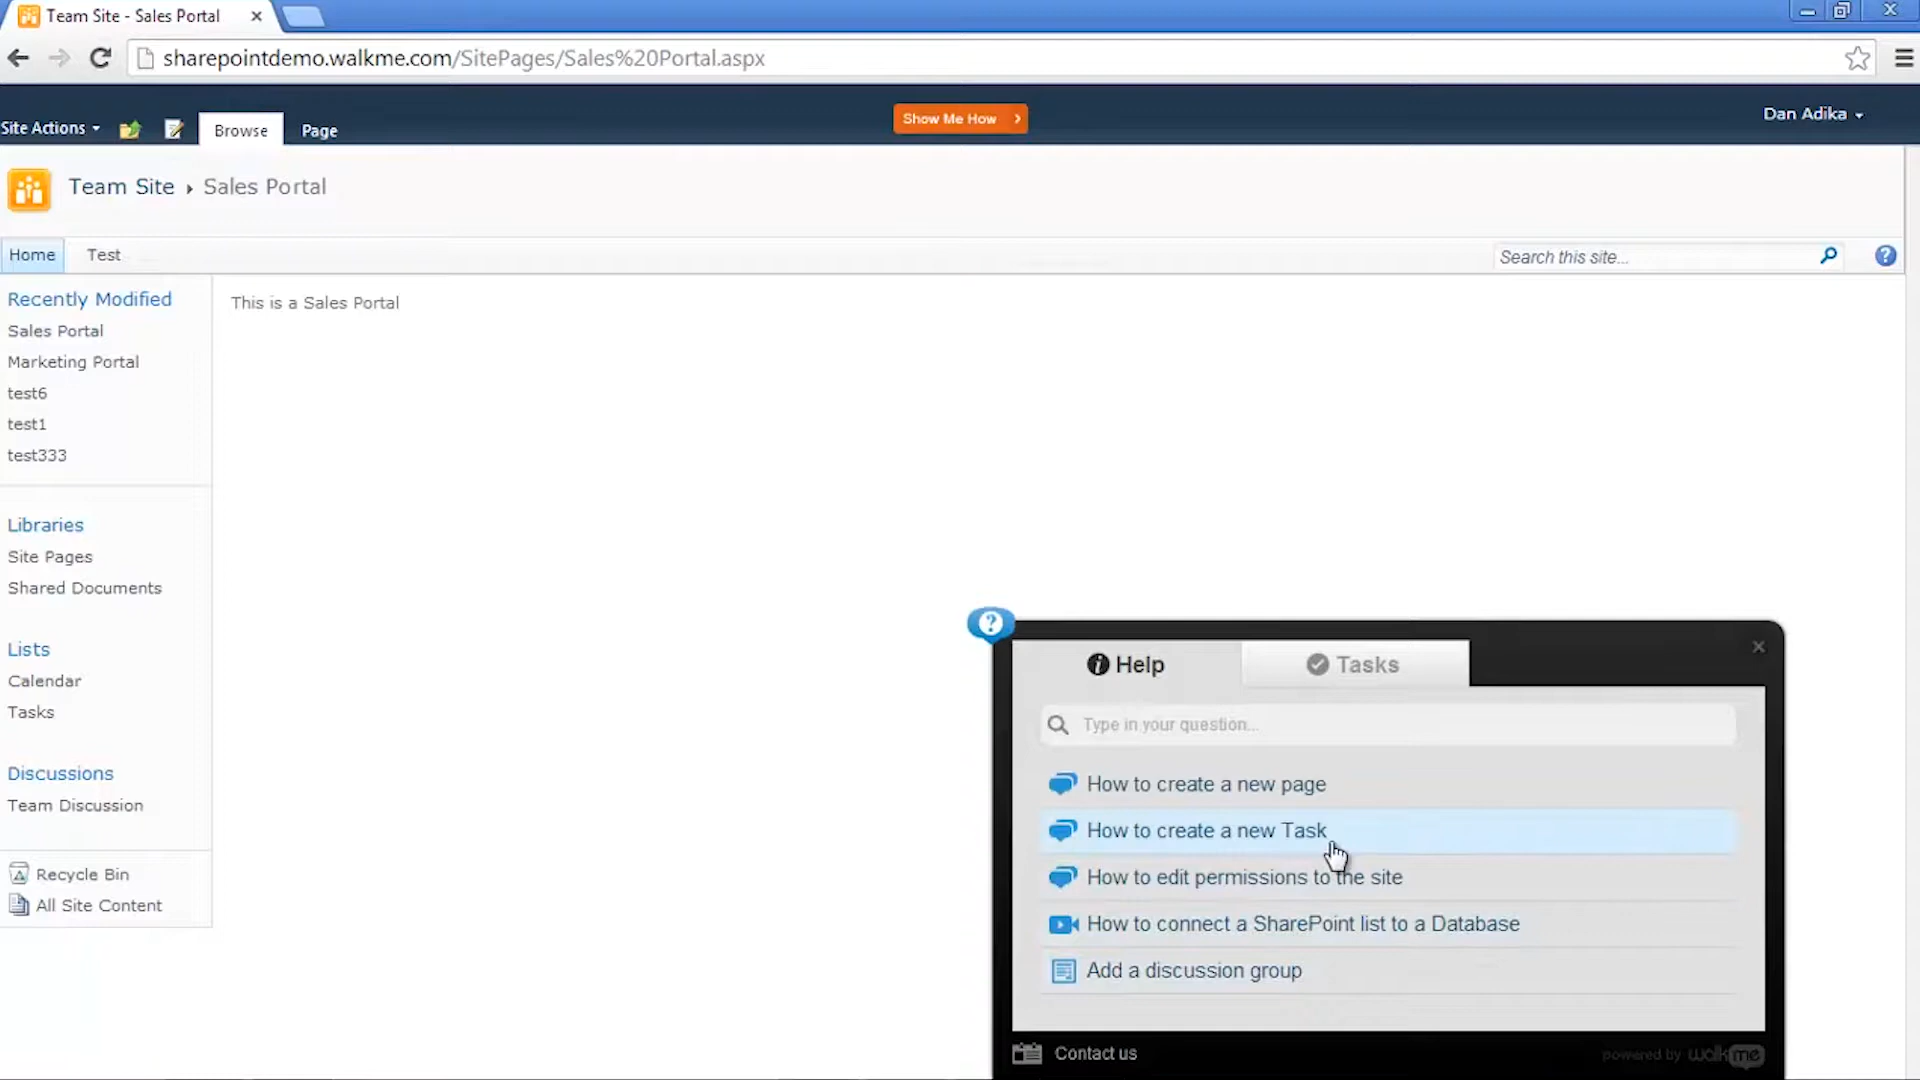 Team Site - Sales Portal
sharepointdemo.walkme.com/SitePages/Sales%20Portal.aspx
Site Actions
Browse
Page
Show Me How
Dan Adika
Team Site ▸ Sales Portal
Home
Test
Search this site...
Recently Modified
Sales Portal
Marketing Portal
test6
test1
test333
This is a Sales Portal
Libraries
Site Pages
Shared Documents
Lists
Calendar
Tasks
Discussions
Team Discussion
Recycle Bin
All Site Content
Help
Tasks
Type in your question...
How to create a new page
How to create a new Task
How to edit permissions to the site
How to connect a SharePoint list to a Database
Add a discussion group
Contact us
powered by walkme